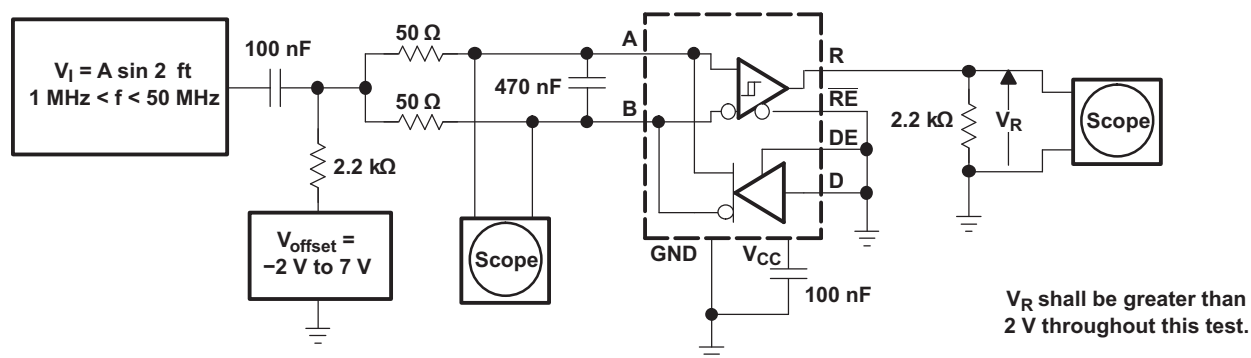 V_I = A sin 2 ft
1 MHz < f < 50 MHz
100 nF
50 Ω
50 Ω
2.2 kΩ
V_offset =
−2 V to 7 V
Scope
470 nF
A
B
R
R̅E̅
DE
D
GND
V_CC
100 nF
2.2 kΩ
V_R
Scope
V_R shall be greater than
2 V throughout this test.